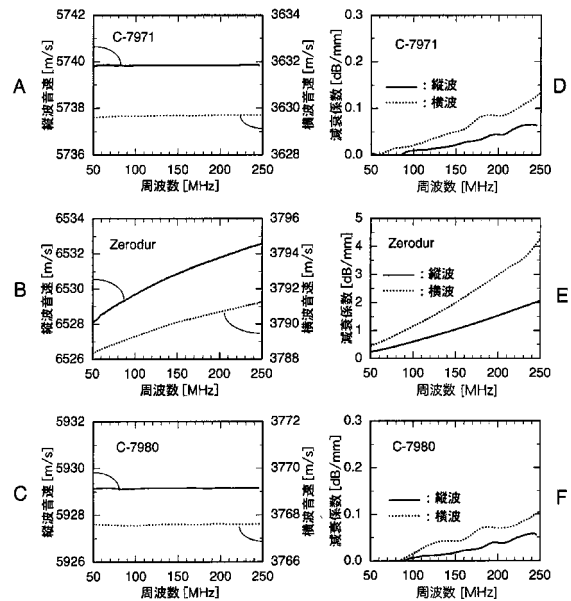 A
C-7971
縦波音速 [m/s]
5742
5740
5738
5736
横波音速 [m/s]
3634
3632
3630
3628
50 100 150 200 250
周波数 [MHz]
D
C-7971
: 縦波
: 横波
減衰係数 [dB/mm]
0.3
0.2
0.1
0.0
50 100 150 200 250
周波数 [MHz]
B
Zerodur
縦波音速 [m/s]
6534
6532
6530
6528
6526
横波音速 [m/s]
3796
3794
3792
3790
3788
50 100 150 200 250
周波数 [MHz]
E
Zerodur
: 縦波
: 横波
減衰係数 [dB/mm]
5
4
3
2
1
0
50 100 150 200 250
周波数 [MHz]
C
C-7980
縦波音速 [m/s]
5932
5930
5928
5926
横波音速 [m/s]
3772
3770
3768
3766
50 100 150 200 250
周波数 [MHz]
F
C-7980
: 縦波
: 横波
減衰係数 [dB/mm]
0.3
0.2
0.1
0.0
50 100 150 200 250
周波数 [MHz]